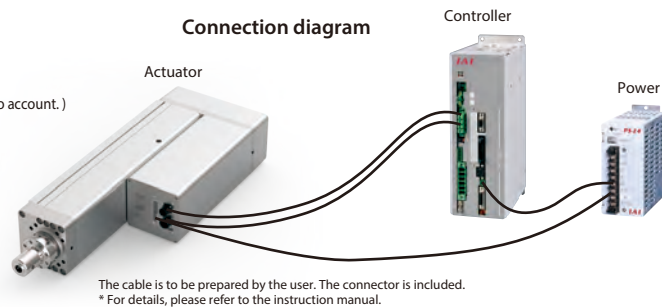 Connection diagram
Controller
Actuator
Power
o account. )
IAI
PS-24
IAI
The cable is to be prepared by the user. The connector is included.
* For details, please refer to the instruction manual.